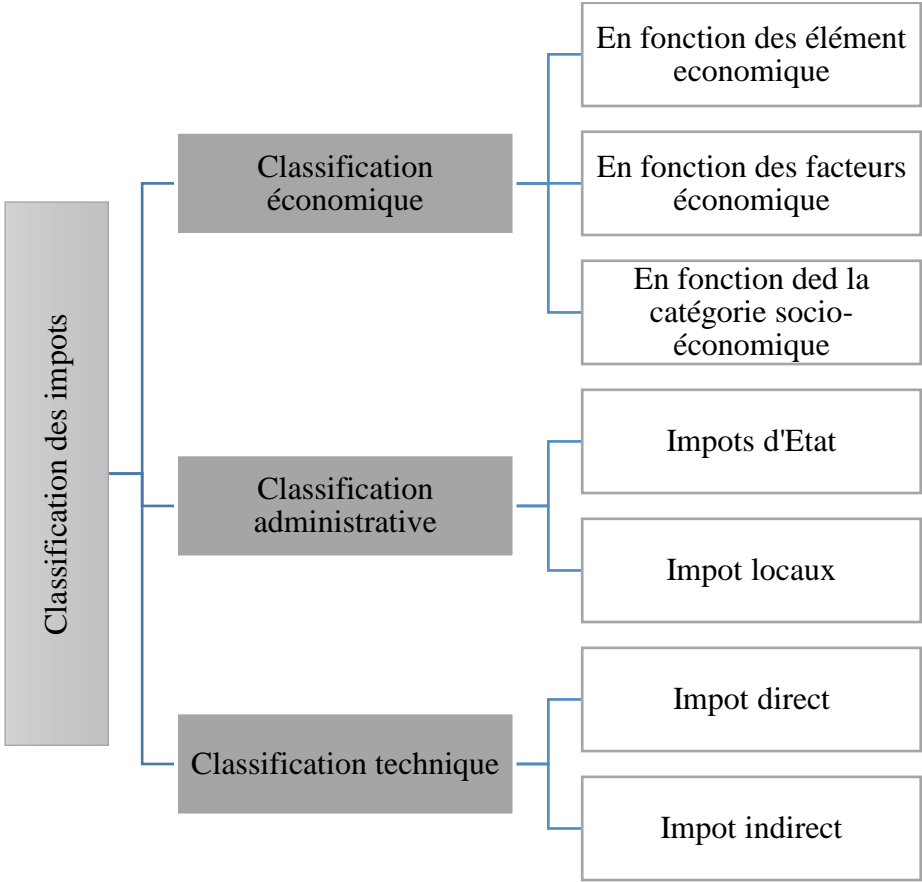 Classification des impots
Classification
économique
En fonction des élément
economique
En fonction des facteurs
économique
En fonction ded la
catégorie socio-
économique
Classification
administrative
Impots d'Etat
Impot locaux
Classification technique
Impot direct
Impot indirect